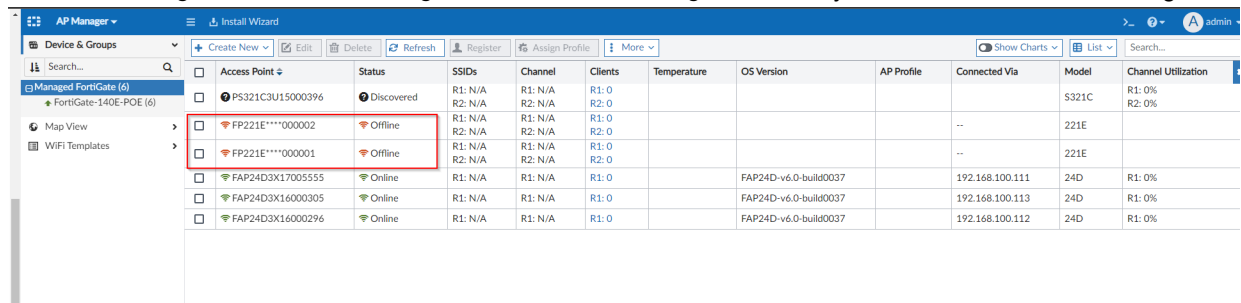 AP Manager
Install Wizard
admin
Device & Groups
Create New
Edit
Delete
Refresh
Register
Assign Profile
More
Show Charts
List
Search...
Search...
Access Point
Status
SSIDs
Channel
Clients
Temperature
OS Version
AP Profile
Connected Via
Model
Channel Utilization
Managed FortiGate (6)
FortiGate-140E-POE (6)
Map View
WiFi Templates
PS321C3U15000396 Discovered R1: N/A R1: N/A R1: 0 S321C R1: 0%
R2: N/A R2: N/A R2: 0 R2: 0%
FP221E****000002 Offline R1: N/A R1: N/A R1: 0 -- 221E
R2: N/A R2: N/A R2: 0
FP221E****000001 Offline R1: N/A R1: N/A R1: 0 -- 221E
R2: N/A R2: N/A R2: 0
FAP24D3X17005555 Online R1: N/A R1: N/A R1: 0 FAP24D-v6.0-build0037 192.168.100.111 24D R1: 0%
FAP24D3X16000305 Online R1: N/A R1: N/A R1: 0 FAP24D-v6.0-build0037 192.168.100.113 24D R1: 0%
FAP24D3X16000296 Online R1: N/A R1: N/A R1: 0 FAP24D-v6.0-build0037 192.168.100.112 24D R1: 0%